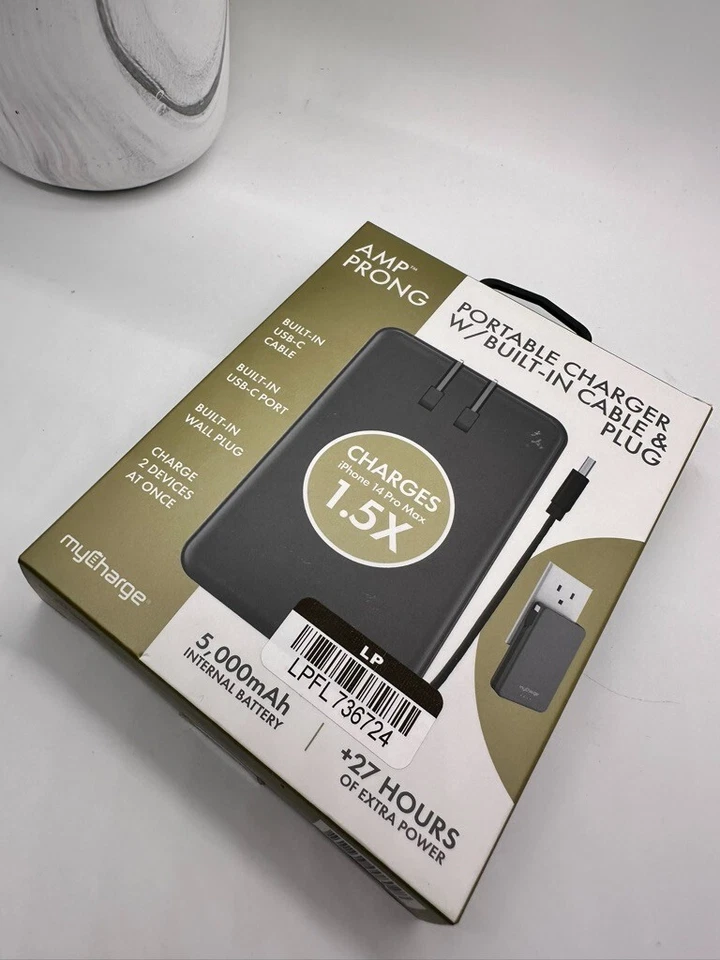 AMP™
PRONG
PORTABLE CHARGER
W/BUILT-IN CABLE &
PLUG
BUILT-IN
USB-C
CABLE
BUILT-IN
USB-C PORT
BUILT-IN
WALL PLUG
CHARGE
2 DEVICES
AT ONCE
myCharge®
CHARGES
iPhone 14 Pro Max
1.5X
myCharge
LP
LPFL736724
5,000mAh
INTERNAL BATTERY
+27 HOURS
OF EXTRA POWER